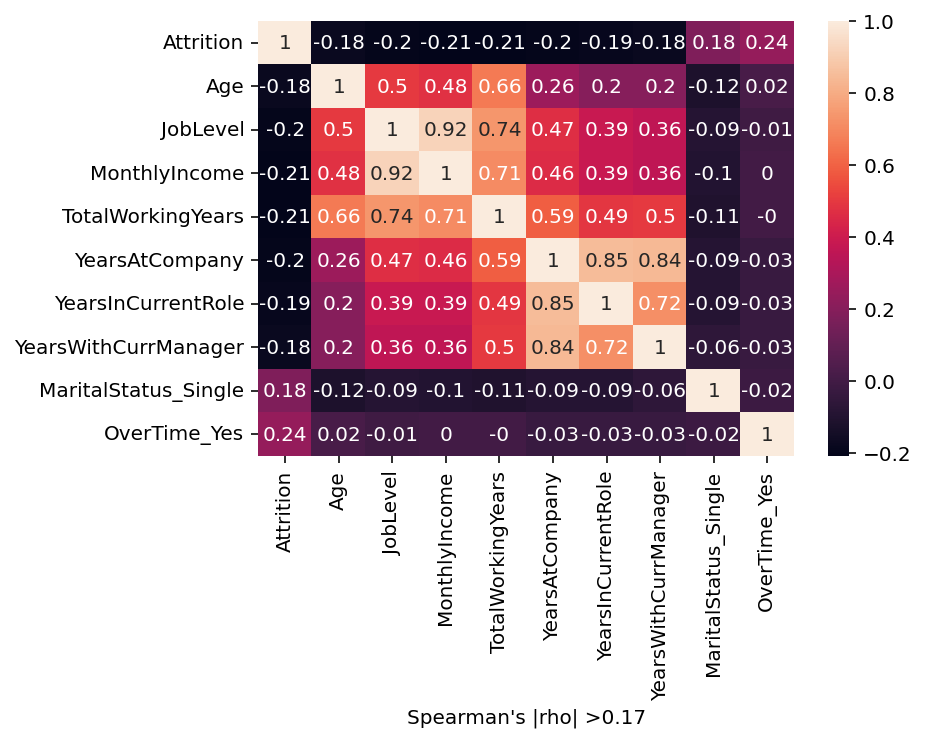 Attrition 1 -0.18 -0.2 -0.21 -0.21 -0.2 -0.19 -0.18 0.18 0.24
Age -0.18 1 0.5 0.48 0.66 0.26 0.2 0.2 -0.12 0.02
JobLevel -0.2 0.5 1 0.92 0.74 0.47 0.39 0.36 -0.09 -0.01
MonthlyIncome -0.21 0.48 0.92 1 0.71 0.46 0.39 0.36 -0.1 0
TotalWorkingYears -0.21 0.66 0.74 0.71 1 0.59 0.49 0.5 -0.11 -0
YearsAtCompany -0.2 0.26 0.47 0.46 0.59 1 0.85 0.84 -0.09 -0.03
YearsInCurrentRole -0.19 0.2 0.39 0.39 0.49 0.85 1 0.72 -0.09 -0.03
YearsWithCurrManager -0.18 0.2 0.36 0.36 0.5 0.84 0.72 1 -0.06 -0.03
MaritalStatus_Single 0.18 -0.12 -0.09 -0.1 -0.11 -0.09 -0.09 -0.06 1 -0.02
OverTime_Yes 0.24 0.02 -0.01 0 -0 -0.03 -0.03 -0.03 -0.02 1
Attrition
Age
JobLevel
MonthlyIncome
TotalWorkingYears
YearsAtCompany
YearsInCurrentRole
YearsWithCurrManager
MaritalStatus_Single
OverTime_Yes
Spearman's |rho| >0.17
1.0
0.8
0.6
0.4
0.2
0.0
−0.2